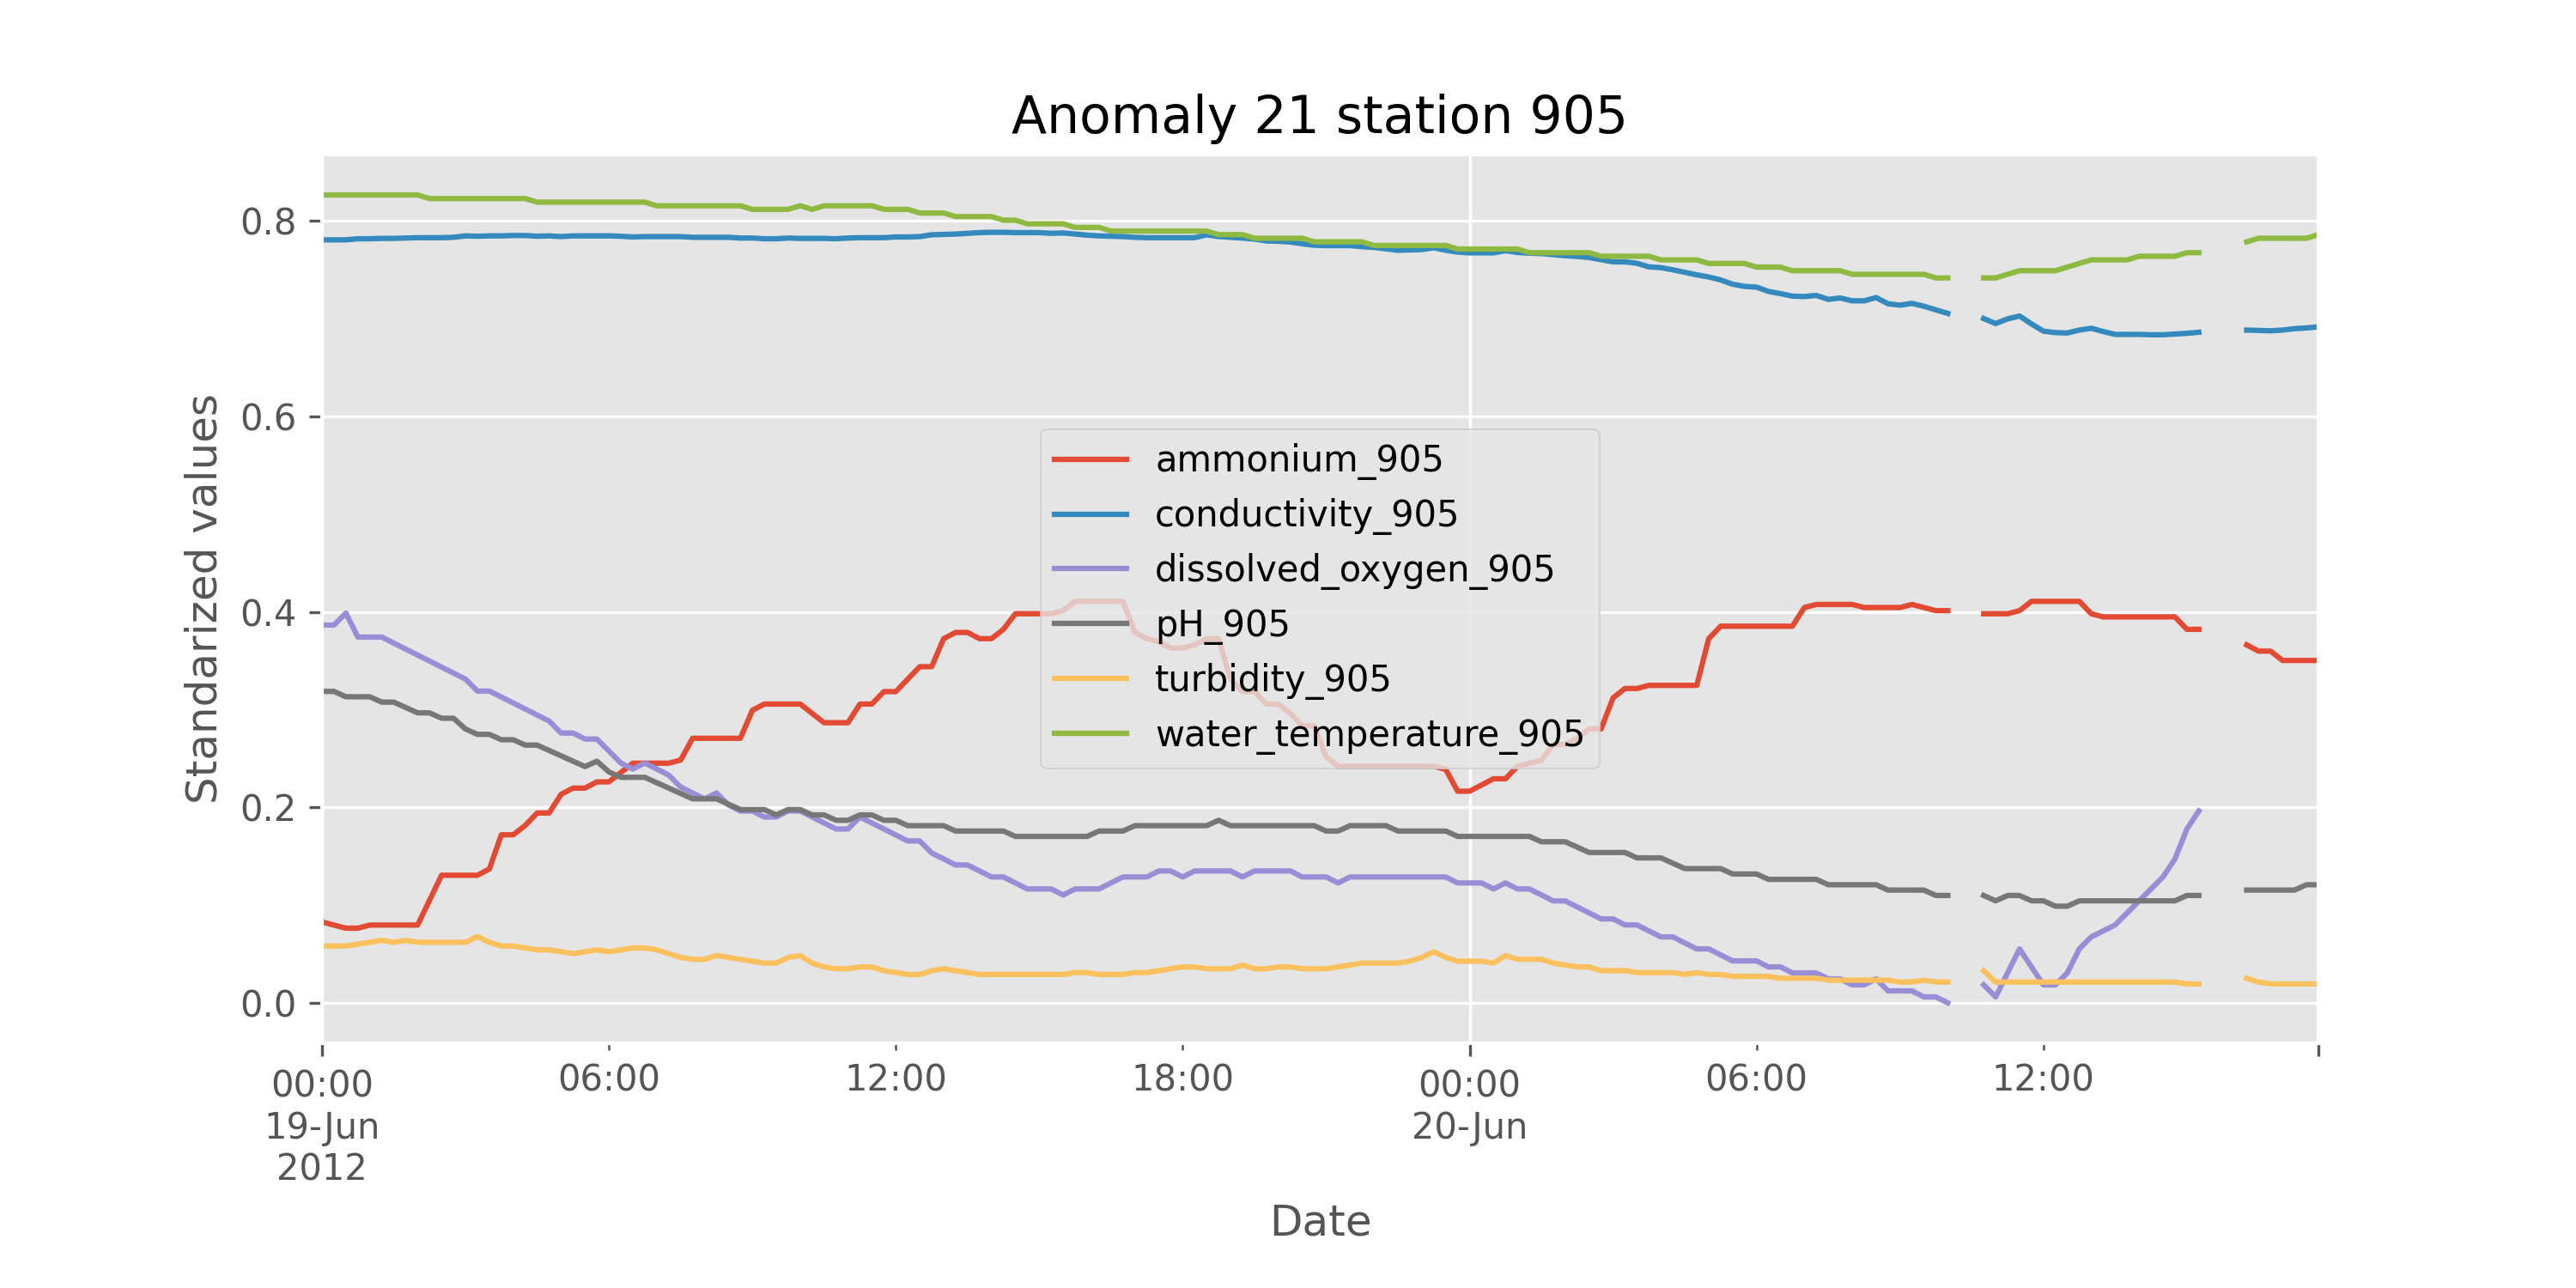 Anomaly 21 station 905
Standarized values
0.8
0.6
0.4
0.2
0.0
ammonium_905
conductivity_905
dissolved_oxygen_905
pH_905
turbidity_905
water_temperature_905
00:00 06:00 12:00 18:00 00:00 06:00 12:00
19-Jun 20-Jun
2012
Date